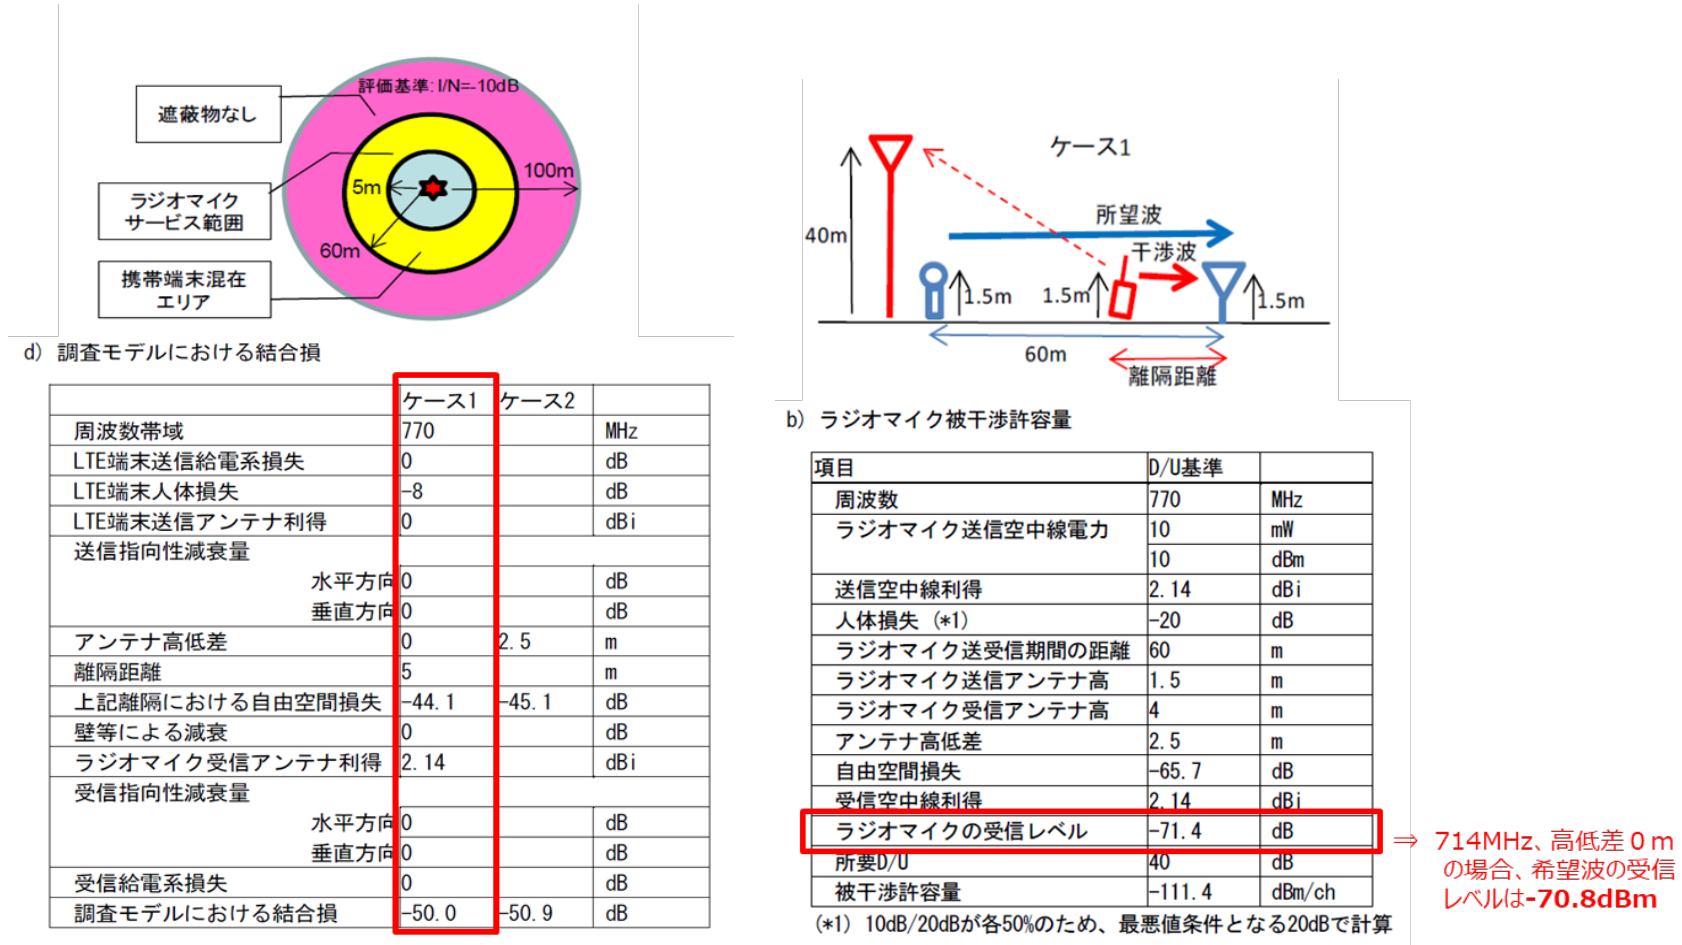 評価基準:I/N=-10dB
遮蔽物なし
ラジオマイク
サービス範囲
携帯端末混在
エリア
5m
100m
60m
d) 調査モデルにおける結合損
ケース1 ケース2
周波数帯域 770 MHz
LTE端末送信給電系損失 0 dB
LTE端末人体損失 -8 dB
LTE端末送信アンテナ利得 0 dBi
送信指向性減衰量
水平方向 0 dB
垂直方向 0 dB
アンテナ高低差 0 2.5 m
離隔距離 5 m
上記離隔における自由空間損失 -44.1 -45.1 dB
壁等による減衰 0 dB
ラジオマイク受信アンテナ利得 2.14 dBi
受信指向性減衰量
水平方向 0 dB
垂直方向 0 dB
受信給電系損失 0 dB
調査モデルにおける結合損 -50.0 -50.9 dB
ケース1
40m
所望波
干渉波
1.5m
1.5m
1.5m
60m
離隔距離
b) ラジオマイク被干渉許容量
項目 D/U基準
周波数 770 MHz
ラジオマイク送信空中線電力 10 mW
10 dBm
送信空中線利得 2.14 dBi
人体損失 (*1) -20 dB
ラジオマイク送受信期間の距離 60 m
ラジオマイク送信アンテナ高 1.5 m
ラジオマイク受信アンテナ高 4 m
アンテナ高低差 2.5 m
自由空間損失 -65.7 dB
受信空中線利得 2.14 dBi
ラジオマイクの受信レベル -71.4 dB
所要D/U 40 dB
被干渉許容量 -111.4 dBm/ch
(*1) 10dB/20dBが各50%のため、最悪値条件となる20dBで計算
⇒ 714MHz、高低差０ｍ
の場合、希望波の受信
レベルは-70.8dBm